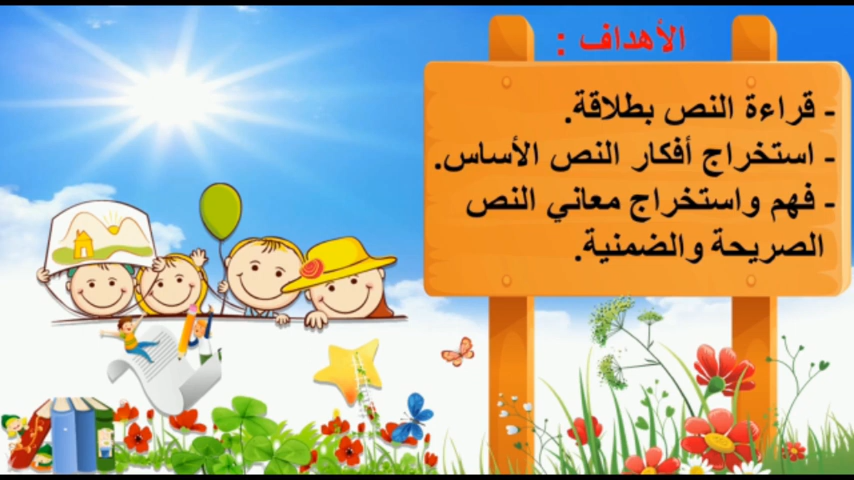 الأهداف :
- قراءة النص بطلاقة.
- استخراج أفكار النص الأساس.
- فهم واستخراج معاني النص
الصريحة والضمنية.